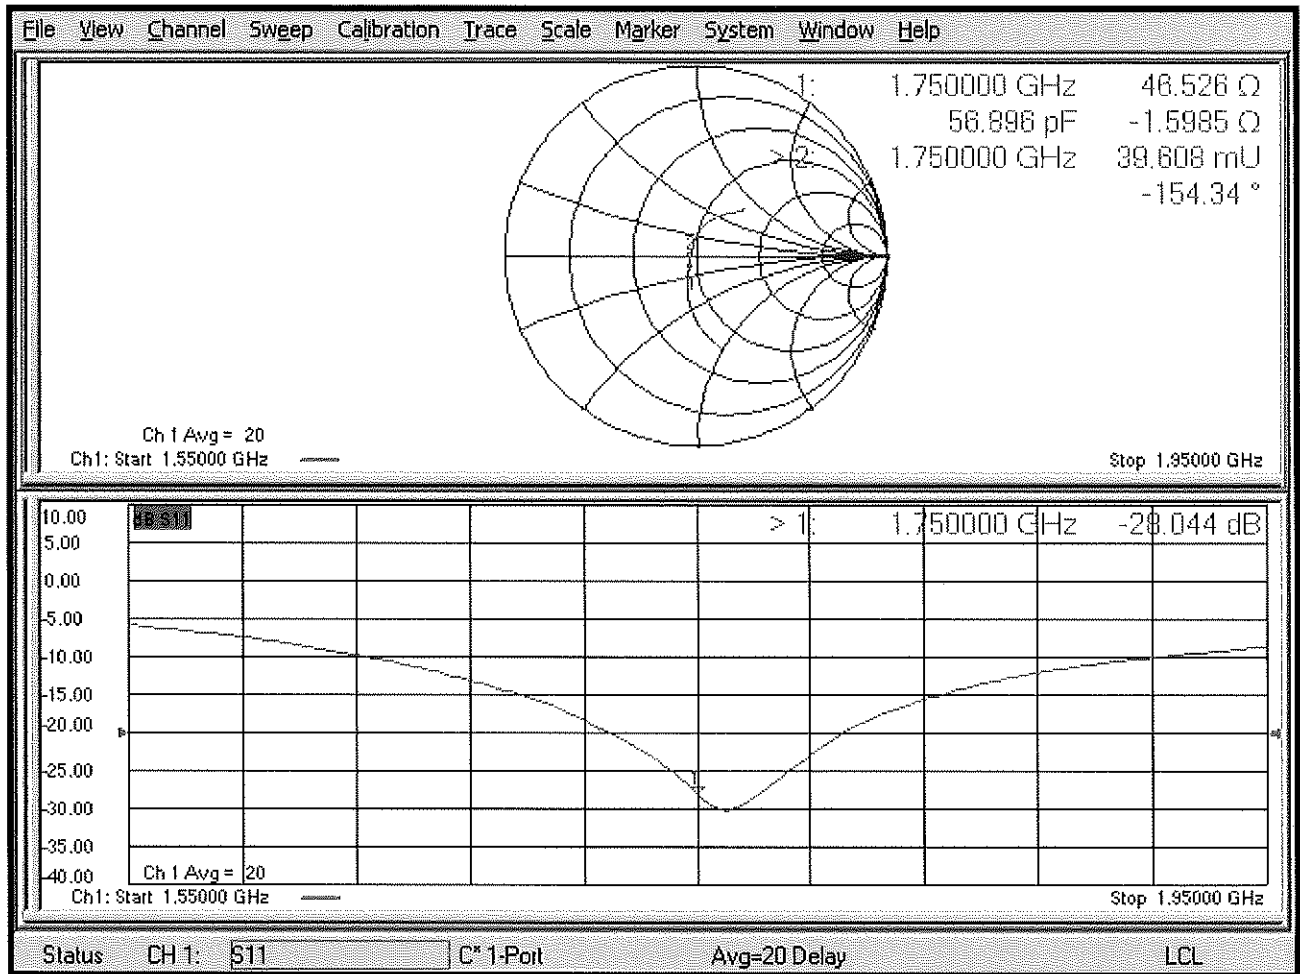 File View Channel Sweep Calibration Trace Scale Marker System Window Help
1: 1.750000 GHz 46.526 Ω
56.896 pF -1.5985 Ω
> 2: 1.750000 GHz 39.608 mU
-154.34 °
Ch 1 Avg = 20
Ch1: Start 1.55000 GHz Stop 1.95000 GHz
10.00 dB S11 > 1: 1.750000 GHz -28.044 dB
5.00
0.00
-5.00
-10.00
-15.00
-20.00
-25.00
1
-30.00
-35.00
-40.00 Ch 1 Avg = 20
Ch1: Start 1.55000 GHz Stop 1.95000 GHz
Status CH 1: S11 C* 1-Port Avg=20 Delay LCL